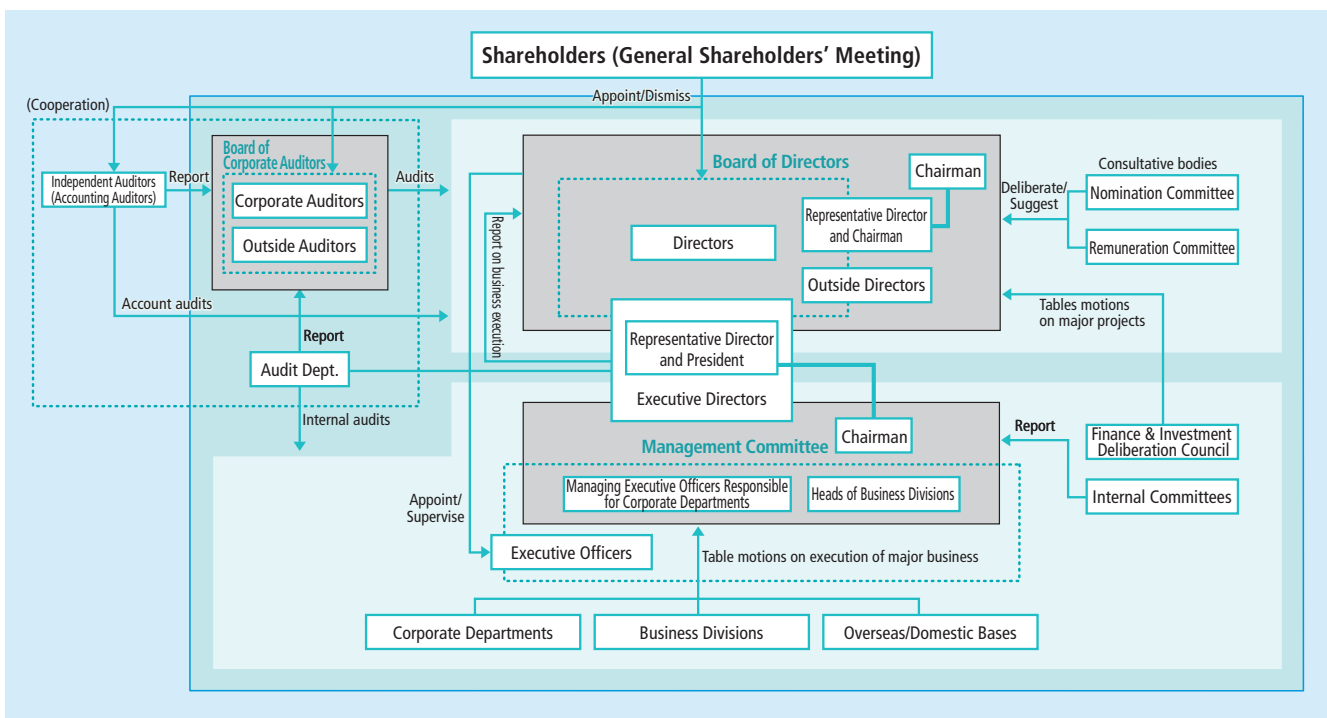 Shareholders (General Shareholders' Meeting)
Appoint/Dismiss
(Cooperation)
Board of
Corporate Auditors
Independent Auditors
(Accounting Auditors)
Report
Corporate Auditors
Outside Auditors
Audits
Account audits
Report
Audit Dept.
Internal audits
Board of Directors
Chairman
Representative Director
and Chairman
Directors
Outside Directors
Report on business execution
Representative Director
and President
Executive Directors
Consultative bodies
Deliberate/
Suggest
Nomination Committee
Remuneration Committee
Tables motions
on major projects
Management Committee
Chairman
Report
Finance & Investment
Deliberation Council
Internal Committees
Managing Executive Officers Responsible
for Corporate Departments
Heads of Business Divisions
Appoint/
Supervise
Executive Officers
Table motions on execution of major business
Corporate Departments
Business Divisions
Overseas/Domestic Bases